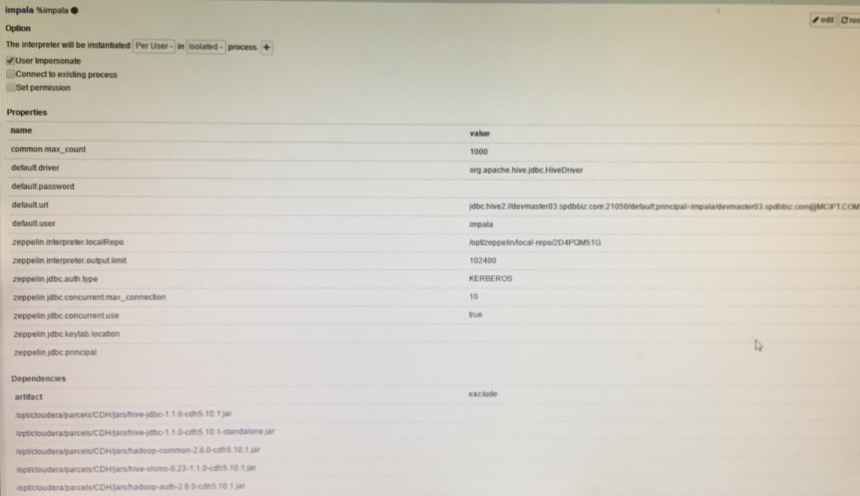 impala %impala
edit
Option
The interpreter will be instantiated Per User in isolated process.
User Impersonate
Connect to existing process
Set permission
Properties
name value
common.max_count 1000
default.driver org.apache.hive.jdbc.HiveDriver
default.password
default.url jdbc:hive2://devmaster03.spdbbiz.com:21050/default;principal=impala/devmaster03.spdbbiz.com@MCIPT.COM
default.user impala
zeppelin.interpreter.localRepo /opt/zeppelin/local-repo/2D4PQM51G
zeppelin.interpreter.output.limit 102400
zeppelin.jdbc.auth.type KERBEROS
zeppelin.jdbc.concurrent.max_connection 10
zeppelin.jdbc.concurrent.use true
zeppelin.jdbc.keytab.location
zeppelin.jdbc.principal
Dependencies
artifact exclude
/opt/cloudera/parcels/CDH/jars/hive-jdbc-1.1.0-cdh5.10.1.jar
/opt/cloudera/parcels/CDH/jars/hive-jdbc-1.1.0-cdh5.10.1-standalone.jar
/opt/cloudera/parcels/CDH/jars/hadoop-common-2.6.0-cdh5.10.1.jar
/opt/cloudera/parcels/CDH/jars/hive-shims-0.23-1.1.0-cdh5.10.1.jar
/opt/cloudera/parcels/CDH/jars/hadoop-auth-2.6.0-cdh5.10.1.jar